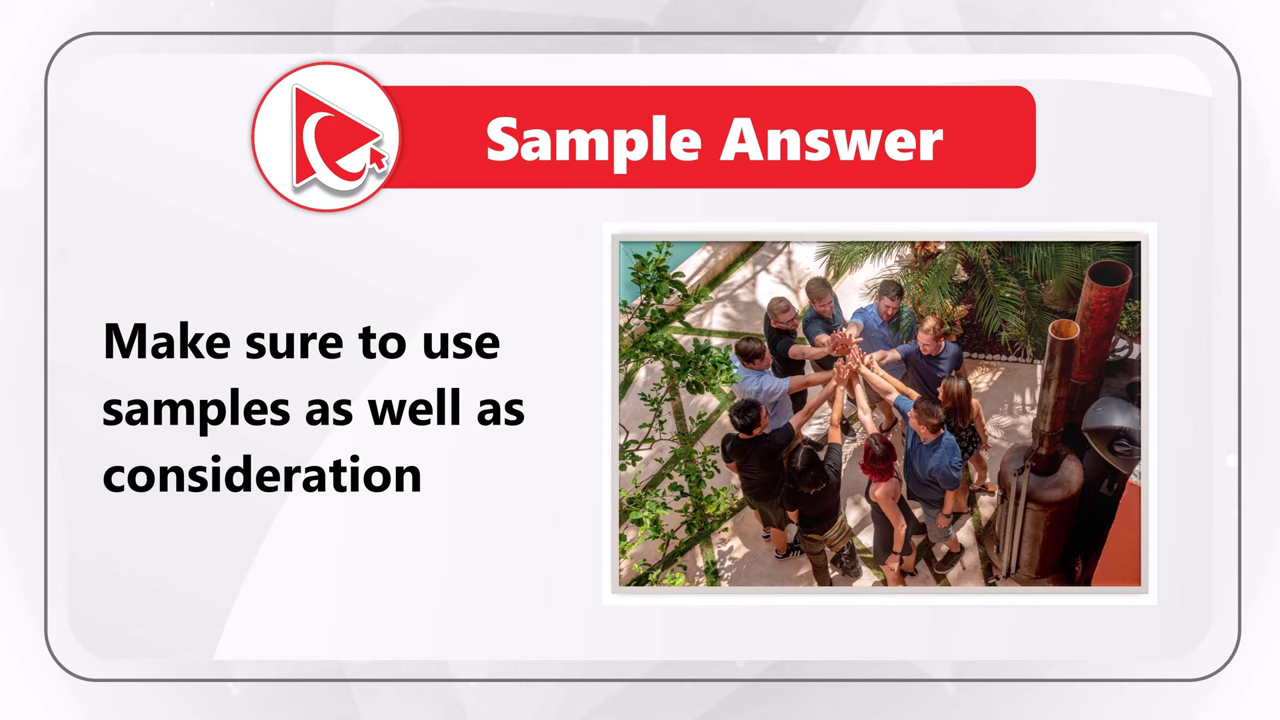 Sample Answer
Make sure to use
samples as well as
consideration